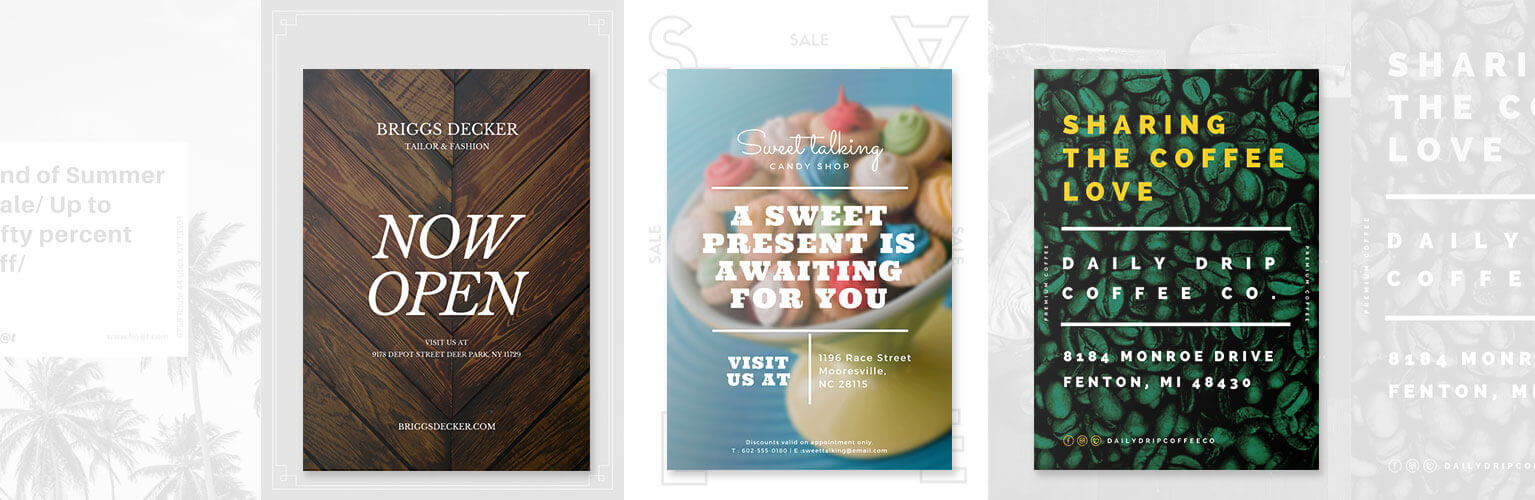 nd of Summer
ale/ Up to
fty percent
ff/
@t
BRIGGS DECKER
TAILOR & FASHION
NOW
OPEN
VISIT US AT
9178 DEPOT STREET DEER PARK, NY 11729
BRIGGSDECKER.COM
SALE
SALE
SALE
Sweet talking
CANDY SHOP
A SWEET
PRESENT IS
AWAITING
FOR YOU
VISIT
US AT
1196 Race Street
Mooresville,
NC 28115
Discounts valid on appointment only.
T : 602-555-0180 | E :sweettalking@email.com
SHARING
THE COFFEE
LOVE
DAILY DRIP
COFFEE CO.
PREMIUM COFFEE
PREMIUM COFFEE
8184 MONROE DRIVE
FENTON, MI 48430
DAILYDRIPCOFFEECO
SHARI
THE C
LOVE
DAILY
COFFE
PREMIUM COFFEE
8184 MONR
FENTON, M
DAILYDRIPCO